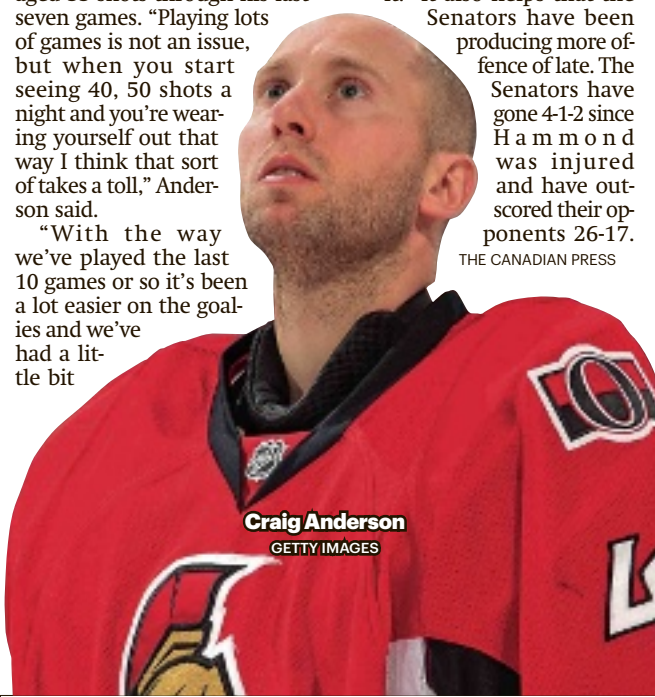 seven games. “Playing lots
of games is not an issue,
but when you start
seeing 40, 50 shots a
night and you’re wear-
ing yourself out that
way I think that sort
of takes a toll,” Ander-
son said.
“With the way
we’ve played the last
10 games or so it’s been
a lot easier on the goal-
ies and we’ve
had a lit-
tle bit
Senators have been
producing more of-
fence of late. The
Senators have
gone 4-1-2 since
Hammond
was injured
and have out-
scored their op-
ponents 26-17.
THE CANADIAN PRESS
Craig Anderson
GETTY IMAGES